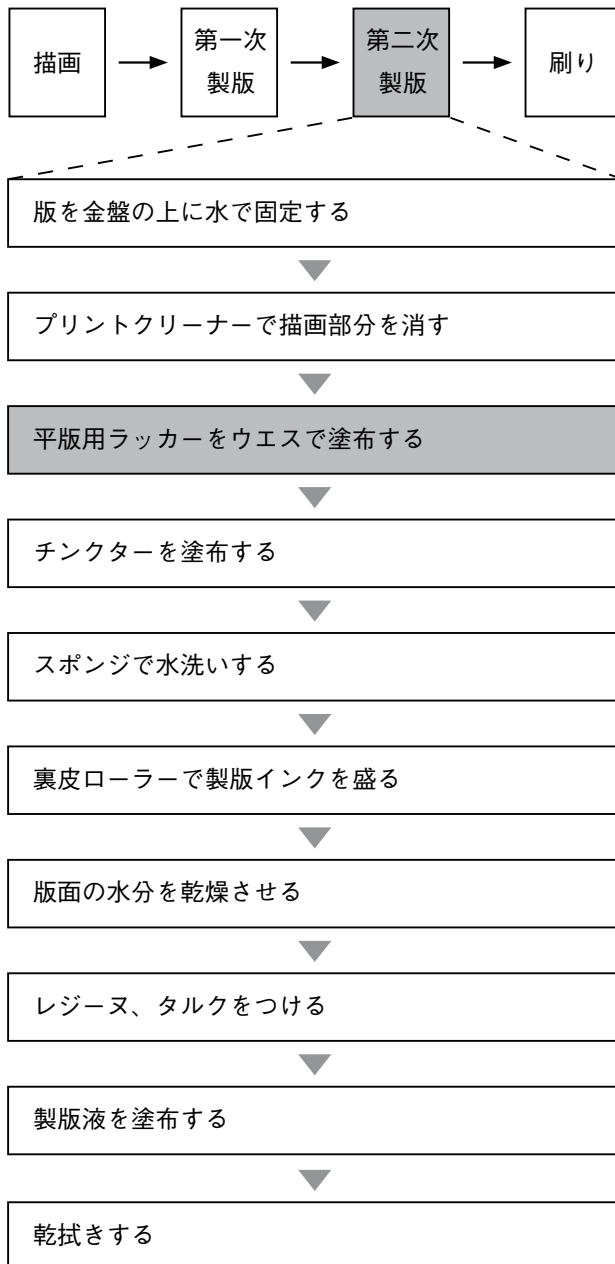 描画
第一次
製版
第二次
製版
刷り
版を金盤の上に水で固定する
プリントクリーナーで描画部分を消す
平版用ラッカーをウエスで塗布する
チンクターを塗布する
スポンジで水洗いする
裏皮ローラーで製版インクを盛る
版面の水分を乾燥させる
レジーヌ、タルクをつける
製版液を塗布する
乾拭きする